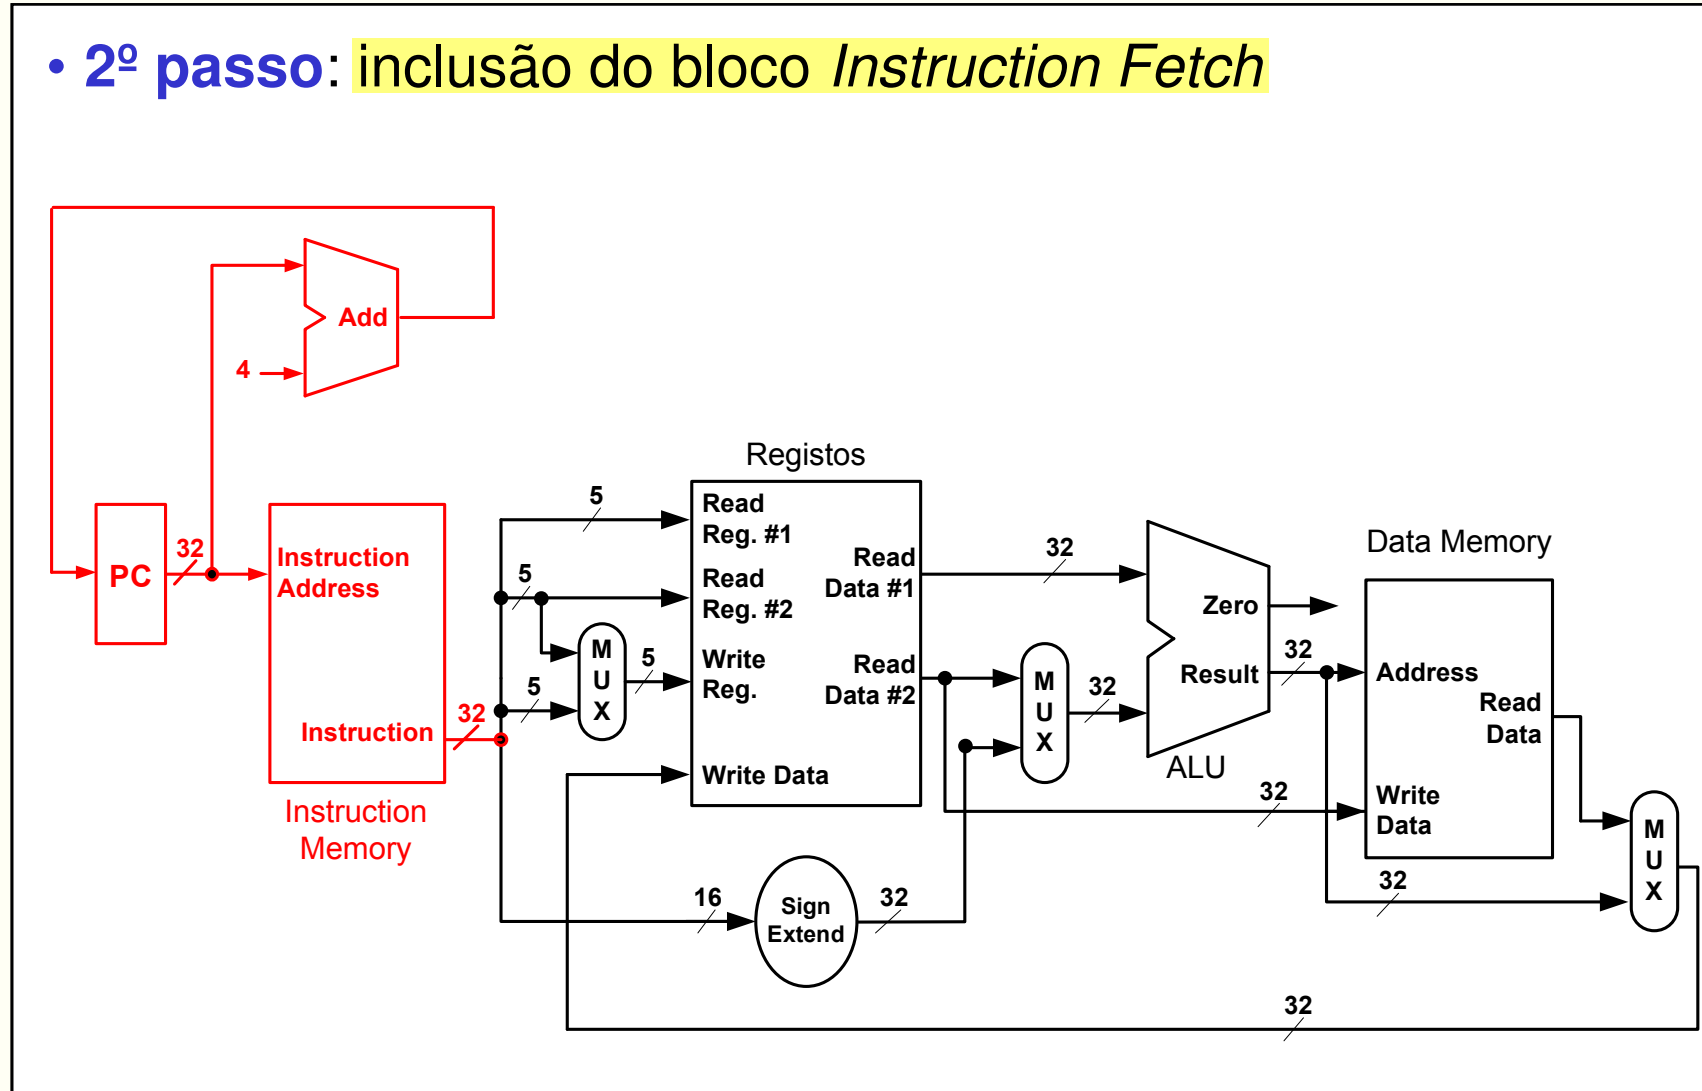 • 2º passo: inclusão do bloco Instruction Fetch
Add
4
PC
32
Instruction
Address
Instruction
32
Instruction
Memory
Registos
5
Read
Reg. #1
5
Read
Reg. #2
5
M
U
X
5
Write
Reg.
Write Data
Read
Data #1
Read
Data #2
16
Sign
Extend
32
32
M
U
X
32
Zero
Result
ALU
32
Data Memory
Address
Read
Data
Write
Data
32
32
M
U
X
32